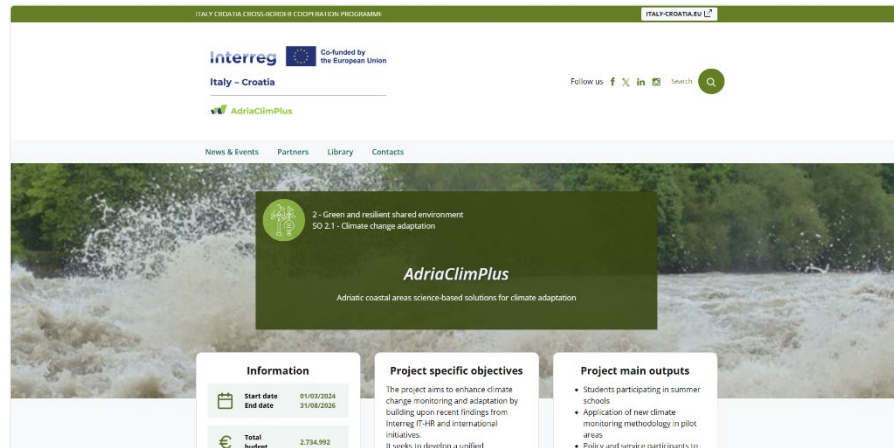 ITALY CROATIA CROSS-BORDER COOPERATION PROGRAMME
ITALY-CROATIA.EU
Interreg
Co-funded by
the European Union
Italy – Croatia
AdriaClimPlus
Follow us
Search
News & Events Partners Library Contacts
2 - Green and resilient shared environment
SO 2.1 - Climate change adaptation
AdriaClimPlus
Adriatic coastal areas science-based solutions for climate adaptation
Information
Start date 01/03/2024
End date 31/08/2026
Total
budget 2.734.992
Project specific objectives
The project aims to enhance climate
change monitoring and adaptation by
building upon recent findings from
Interreg IT-HR and international
initiatives.
It seeks to develop a unified
Project main outputs
• Students participating in summer
schools
• Application of new climate
monitoring methodology in pilot
areas
• Policy and service participants to